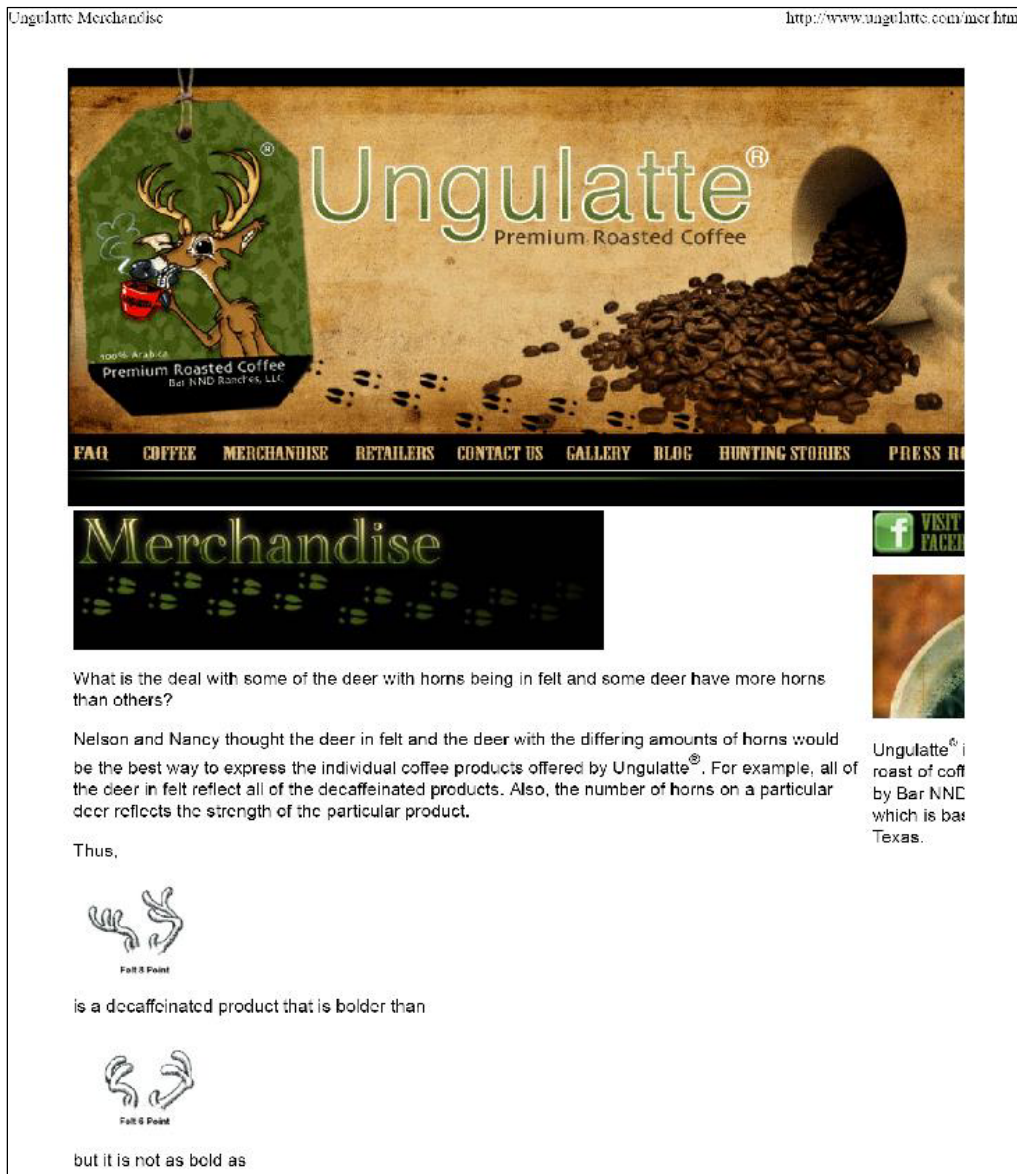 Ungulatte Merchandise
http://www.ungulatte.com/mer.htm
Ungulatte®
Premium Roasted Coffee
®
100% Arabica
Premium Roasted Coffee
Bar NND Ranches, LLC
FAQ COFFEE MERCHANDISE RETAILERS CONTACT US GALLERY BLOG HUNTING STORIES PRESS RO
Merchandise
VISIT
FACEB
What is the deal with some of the deer with horns being in felt and some deer have more horns
than others?
Nelson and Nancy thought the deer in felt and the deer with the differing amounts of horns would
be the best way to express the individual coffee products offered by Ungulatte®. For example, all of
the deer in felt reflect all of the decaffeinated products. Also, the number of horns on a particular
deer reflects the strength of the particular product.
Ungulatte® i
roast of coff
by Bar NND
which is bas
Texas.
Thus,
Felt 8 Point
is a decaffeinated product that is bolder than
Felt 6 Point
but it is not as bold as